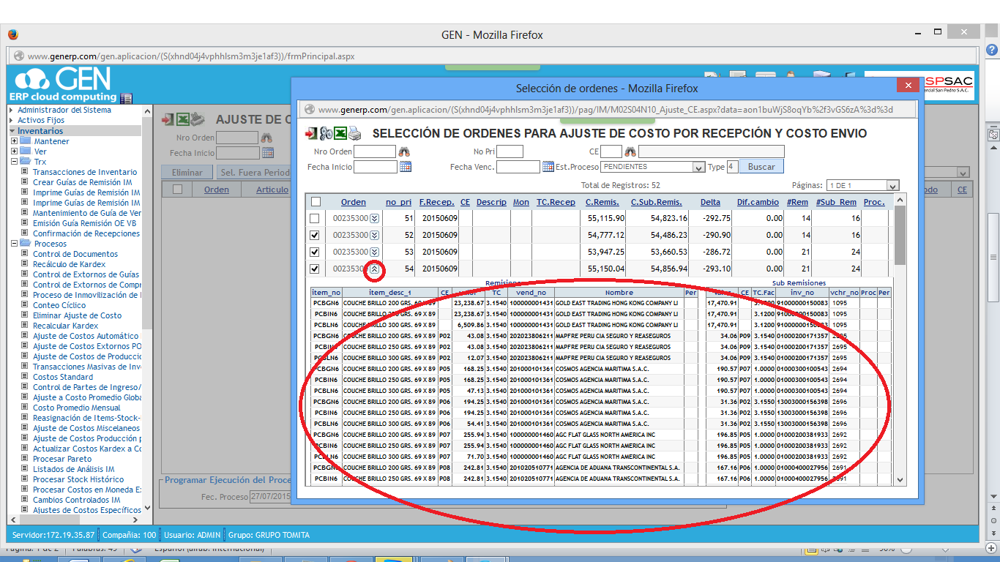 GEN - Mozilla Firefox
www.generp.com/gen.aplicacion/(S(xhnd04j4vphhlsm3m3je1af3))/frmPrincipal.aspx
GEN
ERP cloud computing
SPSAC
ercial San Pedro S.A.C.
Administrador del Sistema
Activos Fijos
Inventarios
Mantener
Ver
Trx
Transacciones de Inventario
Crear Guías de Remisión IM
Imprime Guías de Remisión IM
Imprime Guías de Remisión IM
Mantenimiento de Guía de Ver
Emisión Guía Remisión OE VB
Confirmación de Recepciones
Procesos
Control de Documentos
Recálculo de Kardex
Control de Extornos de Guías
Control de Extornos de Compr
Proceso de Inmovilización de I
Conteo Cíclico
Eliminar Ajuste de Costo
Recalcular Kardex
Ajuste de Costos Automático
Ajuste de Costos Externos PO
Ajuste de Costos de Producció
Transacciones Masivas de Inve
Costos Standard
Control de Partes de Ingreso/
Ajuste a Costo Promedio Globa
Costo Promedio Mensual
Reasignación de Items-Stock-
Ajuste de Costos Miscelaneos
Ajuste de Costos Producción p
Actualizar Costos Kardex a Co
Procesar Pareto
Listados de Análisis IM
Procesar Stock Histórico
Procesar Costos en Moneda Ex
Cambios Controlados IM
Ajustes de Costos Específicos
AJUSTE DE C
Nro Orden
Fecha Inicio
Eliminar Sel. Fuera Period
Orden Articulo
odo CE
Programar Ejecución del Proce
Fec. Proceso 27/07/2015
Selección de ordenes - Mozilla Firefox
www.generp.com/gen.aplicacion/(S(xhnd04j4vphhlsm3m3je1af3))/pag/IM/M02S04N10_Ajuste_CE.aspx?data=aon1buWjS8oqYb%2f3vGS6zA%3d%3d
SELECCIÓN DE ORDENES PARA AJUSTE DE COSTO POR RECEPCIÓN Y COSTO ENVIO
Nro Orden No Pri CE
Fecha Inicio Fecha Venc. Est.Proceso PENDIENTES Type 4 Buscar
Total de Registros: 52 Páginas: 1 DE 1
Orden no_pri F.Recep. CE Descrip Mon TC.Recep C.Remis. C.Sub.Remis. Delta Dif.cambio #Rem #Sub_Rem Proc.
00235300 51 20150609 55,115.90 54,823.16 -292.75 0.00 14 16
00235300 52 20150609 54,777.12 54,486.23 -290.90 0.00 14 16
00235300 53 20150609 53,947.25 53,660.53 -286.72 0.00 21 24
0023530 54 20150609 55,150.04 54,856.94 -293.10 0.00 21 24
Remisiones Sub Remisiones
item_no item_desc_1 CE valor TC vend_no Nombre Per valor CE TC.Fac inv_no vchr_no Proc Per
PCBGN6 COUCHE BRILLO 200 GRS. 69 X 89 23,238.67 3.1540 100000001431 GOLD EAST TRADING HONG KONG COMPANY LI 17,470.91 3.1200 91000000150083 1095
PCBIN6 COUCHE BRILLO 250 GRS. 69 X 89 23,238.67 3.1540 100000001431 GOLD EAST TRADING HONG KONG COMPANY LI 17,470.91 3.1200 91000000150083 1095
PCBLN6 COUCHE BRILLO 300 GRS. 69 X 89 6,509.86 3.1540 100000001431 GOLD EAST TRADING HONG KONG COMPANY LI 17,470.91 3.1200 91000000150083 1095
PCBGN6 COUCHE BRILLO 200 GRS. 69 X 89 P02 43.08 3.1540 202023806211 MAPFRE PERU CIA SEGURO Y REASEGUROS 34.06 P09 3.1540 01000200171357 2695
PCBIN6 COUCHE BRILLO 250 GRS. 69 X 89 P02 43.08 3.1540 202023806211 MAPFRE PERU CIA SEGURO Y REASEGUROS 34.06 P09 3.1540 01000200171357 2695
PCBLN6 COUCHE BRILLO 300 GRS. 69 X 89 P02 12.07 3.1540 202023806211 MAPFRE PERU CIA SEGURO Y REASEGUROS 34.06 P09 3.1540 01000200171357 2695
PCBGN6 COUCHE BRILLO 200 GRS. 69 X 89 P05 168.25 3.1540 201000101361 COSMOS AGENCIA MARITIMA S.A.C. 190.57 P07 1.0000 01000300100543 2694
PCBIN6 COUCHE BRILLO 250 GRS. 69 X 89 P05 168.25 3.1540 201000101361 COSMOS AGENCIA MARITIMA S.A.C. 190.57 P07 1.0000 01000300100543 2694
PCBLN6 COUCHE BRILLO 300 GRS. 69 X 89 P05 47.13 3.1540 201000101361 COSMOS AGENCIA MARITIMA S.A.C. 190.57 P07 1.0000 01000300100543 2694
PCBGN6 COUCHE BRILLO 200 GRS. 69 X 89 P06 194.25 3.1540 201000101361 COSMOS AGENCIA MARITIMA S.A.C. 31.36 P02 3.1550 13003000156398 2696
PCBIN6 COUCHE BRILLO 250 GRS. 69 X 89 P06 194.25 3.1540 201000101361 COSMOS AGENCIA MARITIMA S.A.C. 31.36 P02 3.1550 13003000156398 2696
PCBLN6 COUCHE BRILLO 300 GRS. 69 X 89 P06 54.41 3.1540 201000101361 COSMOS AGENCIA MARITIMA S.A.C. 31.36 P02 3.1550 13003000156398 2696
PCBGN6 COUCHE BRILLO 200 GRS. 69 X 89 P07 255.94 3.1540 100000001460 AGC FLAT GLASS NORTH AMERICA INC 196.85 P05 1.0000 01000200381933 2692
PCBIN6 COUCHE BRILLO 250 GRS. 69 X 89 P07 255.94 3.1540 100000001460 AGC FLAT GLASS NORTH AMERICA INC 196.85 P05 1.0000 01000200381933 2692
PCBLN6 COUCHE BRILLO 300 GRS. 69 X 89 P07 71.70 3.1540 100000001460 AGC FLAT GLASS NORTH AMERICA INC 196.85 P05 1.0000 01000200381933 2692
PCBGN6 COUCHE BRILLO 200 GRS. 69 X 89 P08 242.81 3.1540 201020510771 AGENCIA DE ADUANA TRANSCONTINENTAL S.A. 167.16 P06 1.0000 01000400027956 2691
PCBIN6 COUCHE BRILLO 250 GRS. 69 X 89 P08 242.81 3.1540 201020510771 AGENCIA DE ADUANA TRANSCONTINENTAL S.A. 167.16 P06 1.0000 01000400027956 2691
Servidor:172.19.35.87 Compañia: 100 Usuario: ADMIN Grupo: GRUPO TOMITA
Página: 1 de 2 Palabras: 45 Español (alfab. internacional) 90%